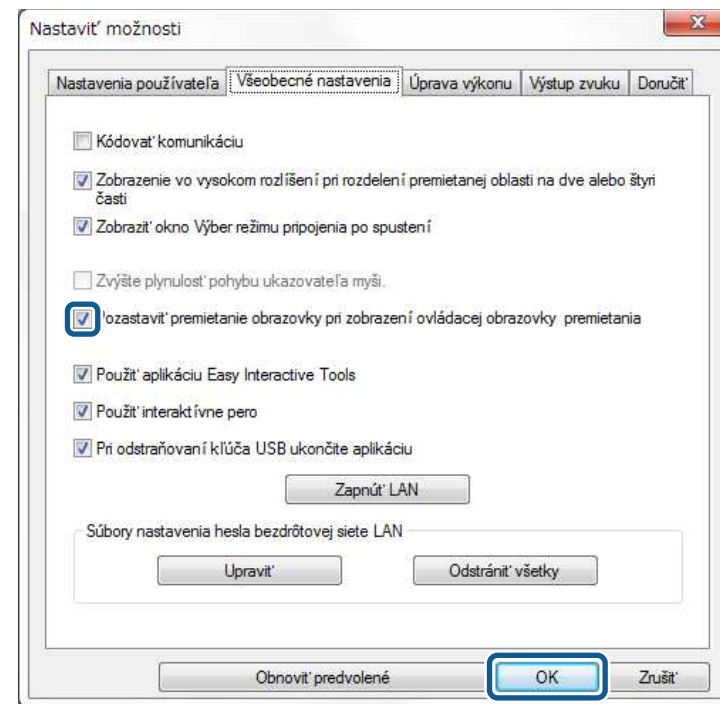 Nastaviť možnosti
Nastavenia používateľa Všeobecné nastavenia Úprava výkonu Výstup zvuku Doručiť
Kódovať komunikáciu
Zobrazenie vo vysokom rozlíšení pri rozdelení premietanej oblasti na dve alebo štyri
časti
Zobraziť okno Výber režimu pripojenia po spustení
Zvýšte plynulosť pohybu ukazovateľa myši.
Pozastaviť premietanie obrazovky pri zobrazení ovládacej obrazovky premietania
Použiť aplikáciu Easy Interactive Tools
Použiť interaktívne pero
Pri odstraňovaní kľúča USB ukončite aplikáciu
Zapnúť LAN
Súbory nastavenia hesla bezdrôtovej siete LAN
Upraviť Odstrániť všetky
Obnoviť predvolené OK Zrušiť